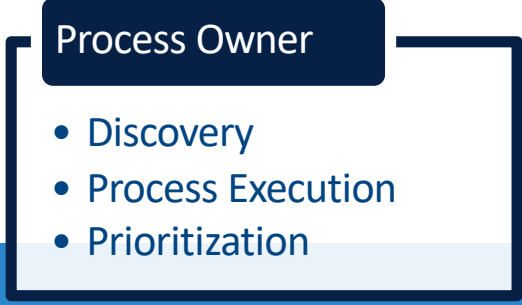 Process Owner
• Discovery
• Process Execution
• Prioritization